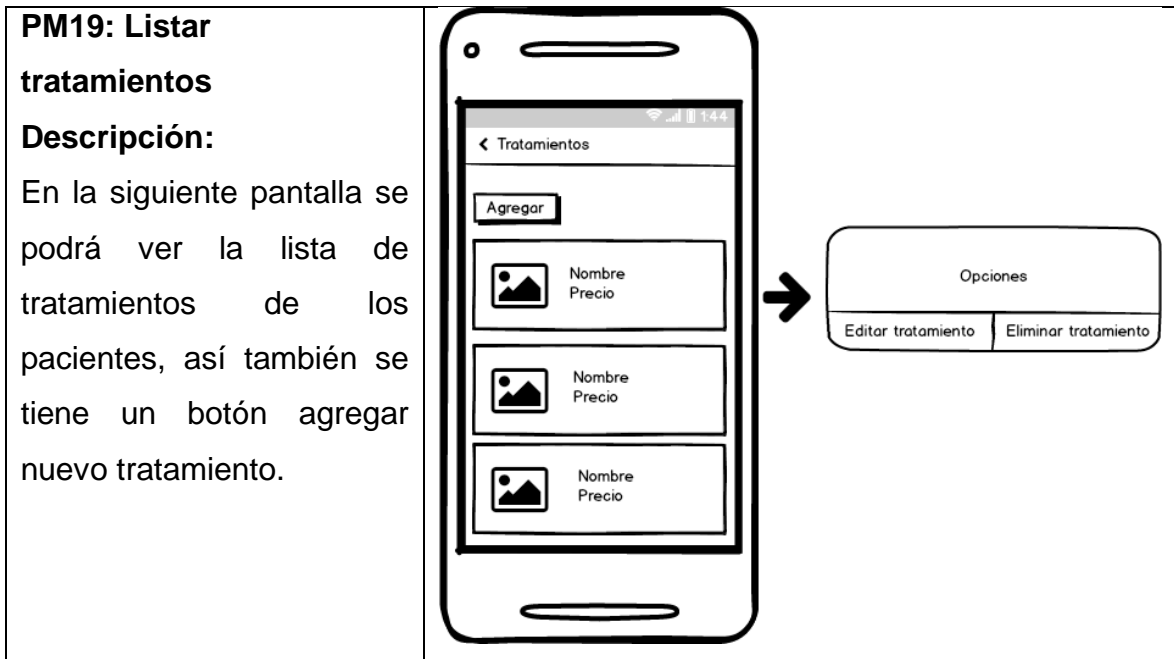 PM19: Listar
tratamientos
Descripción:
En la siguiente pantalla se
podrá ver la lista de
tratamientos de los
pacientes, así también se
tiene un botón agregar
nuevo tratamiento.
1:44
Tratamientos
Agregar
Nombre
Precio
Nombre
Precio
Nombre
Precio
Opciones
Editar tratamiento
Eliminar tratamiento